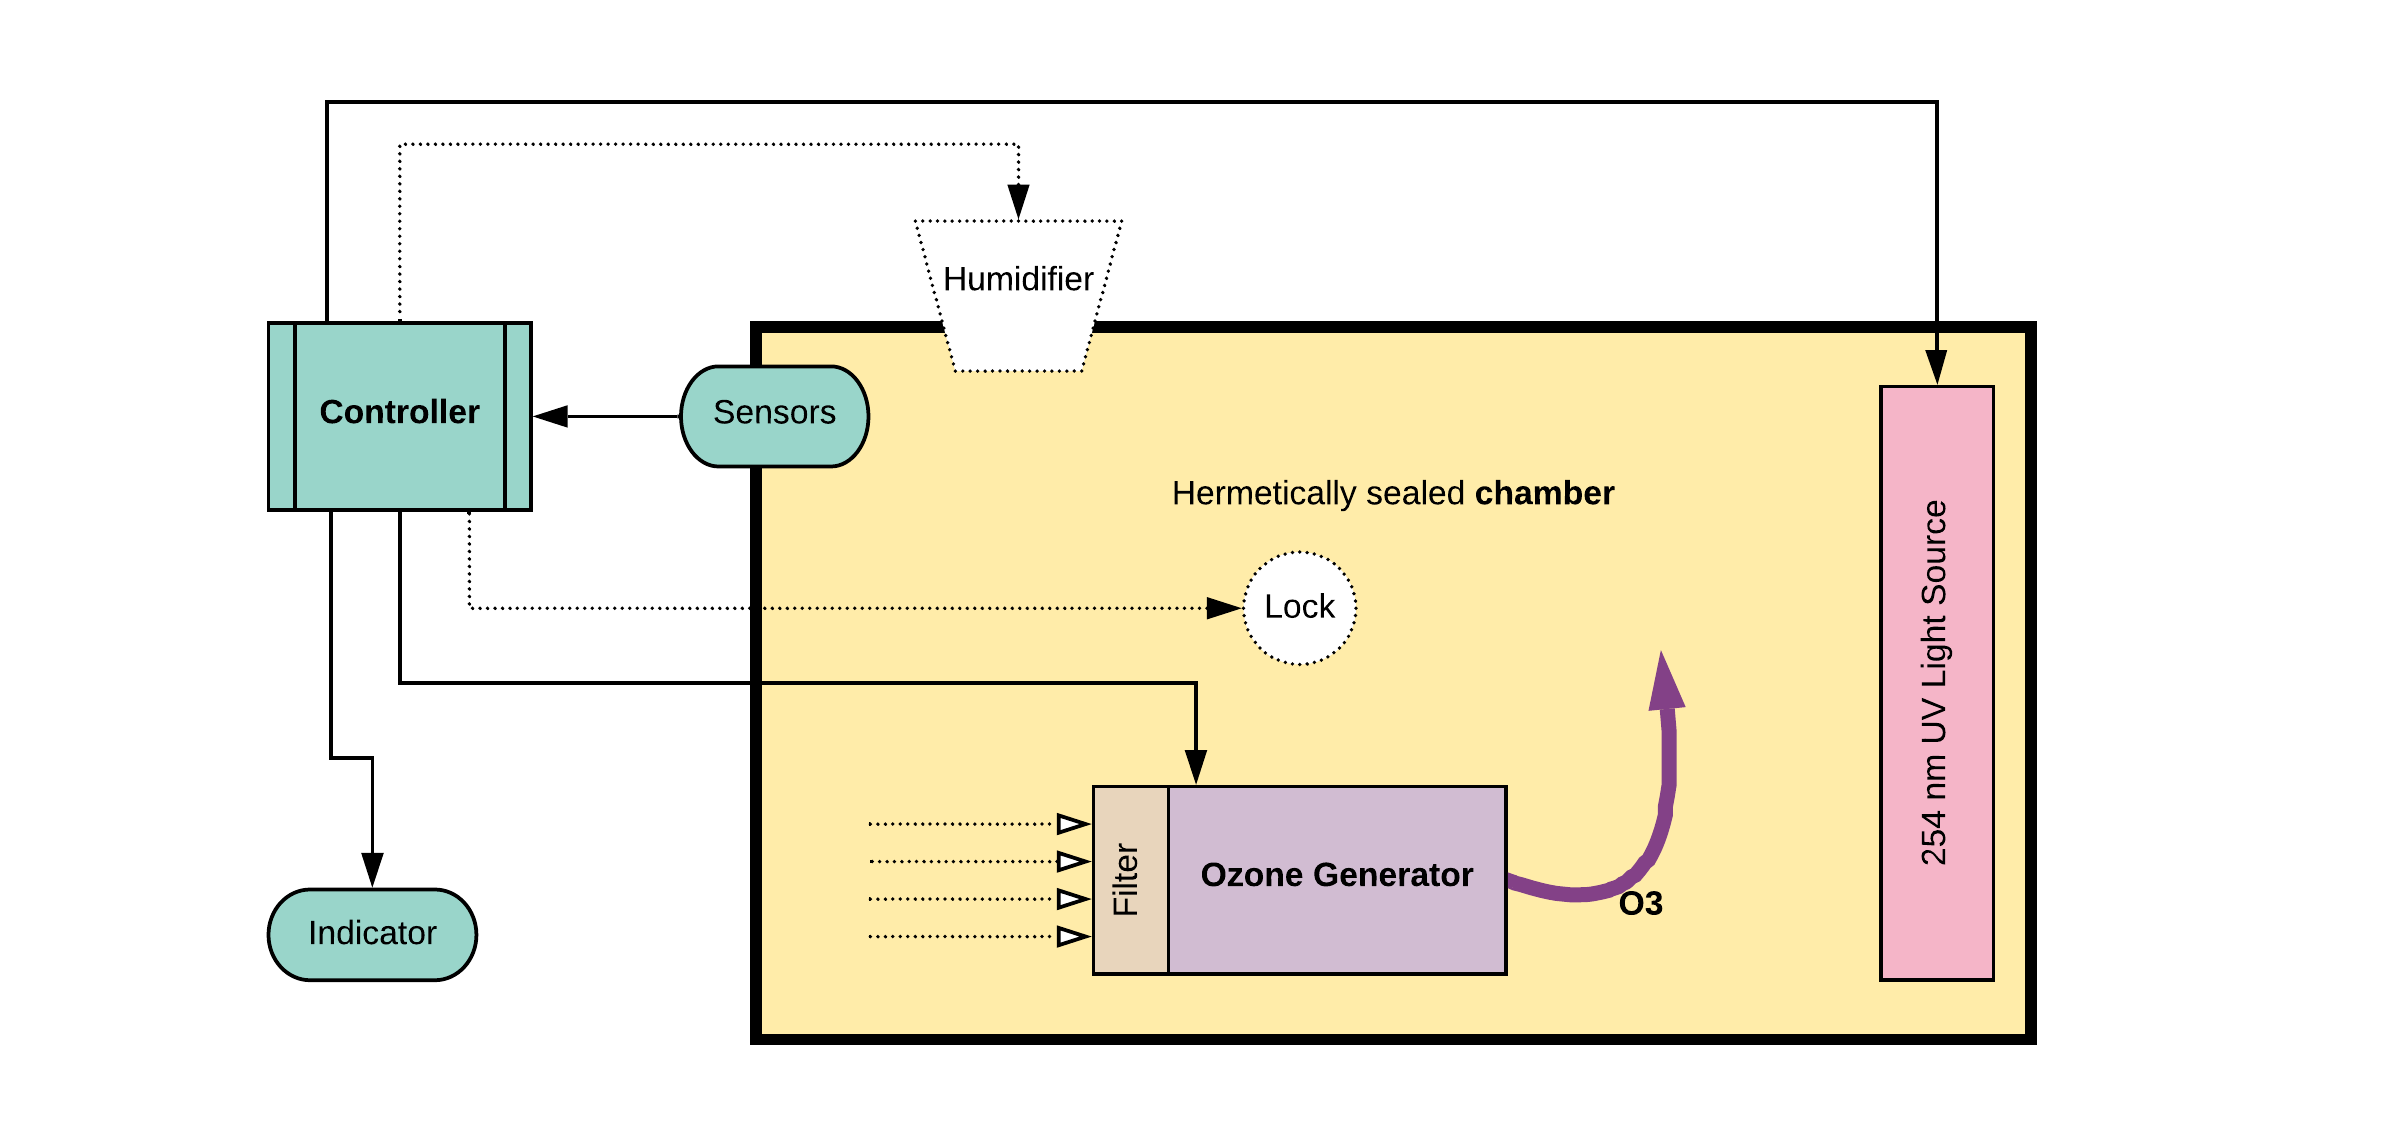 Humidifier
Controller
Sensors
Hermetically sealed chamber
Lock
254 nm UV Light Source
Filter
Ozone Generator
O3
Indicator